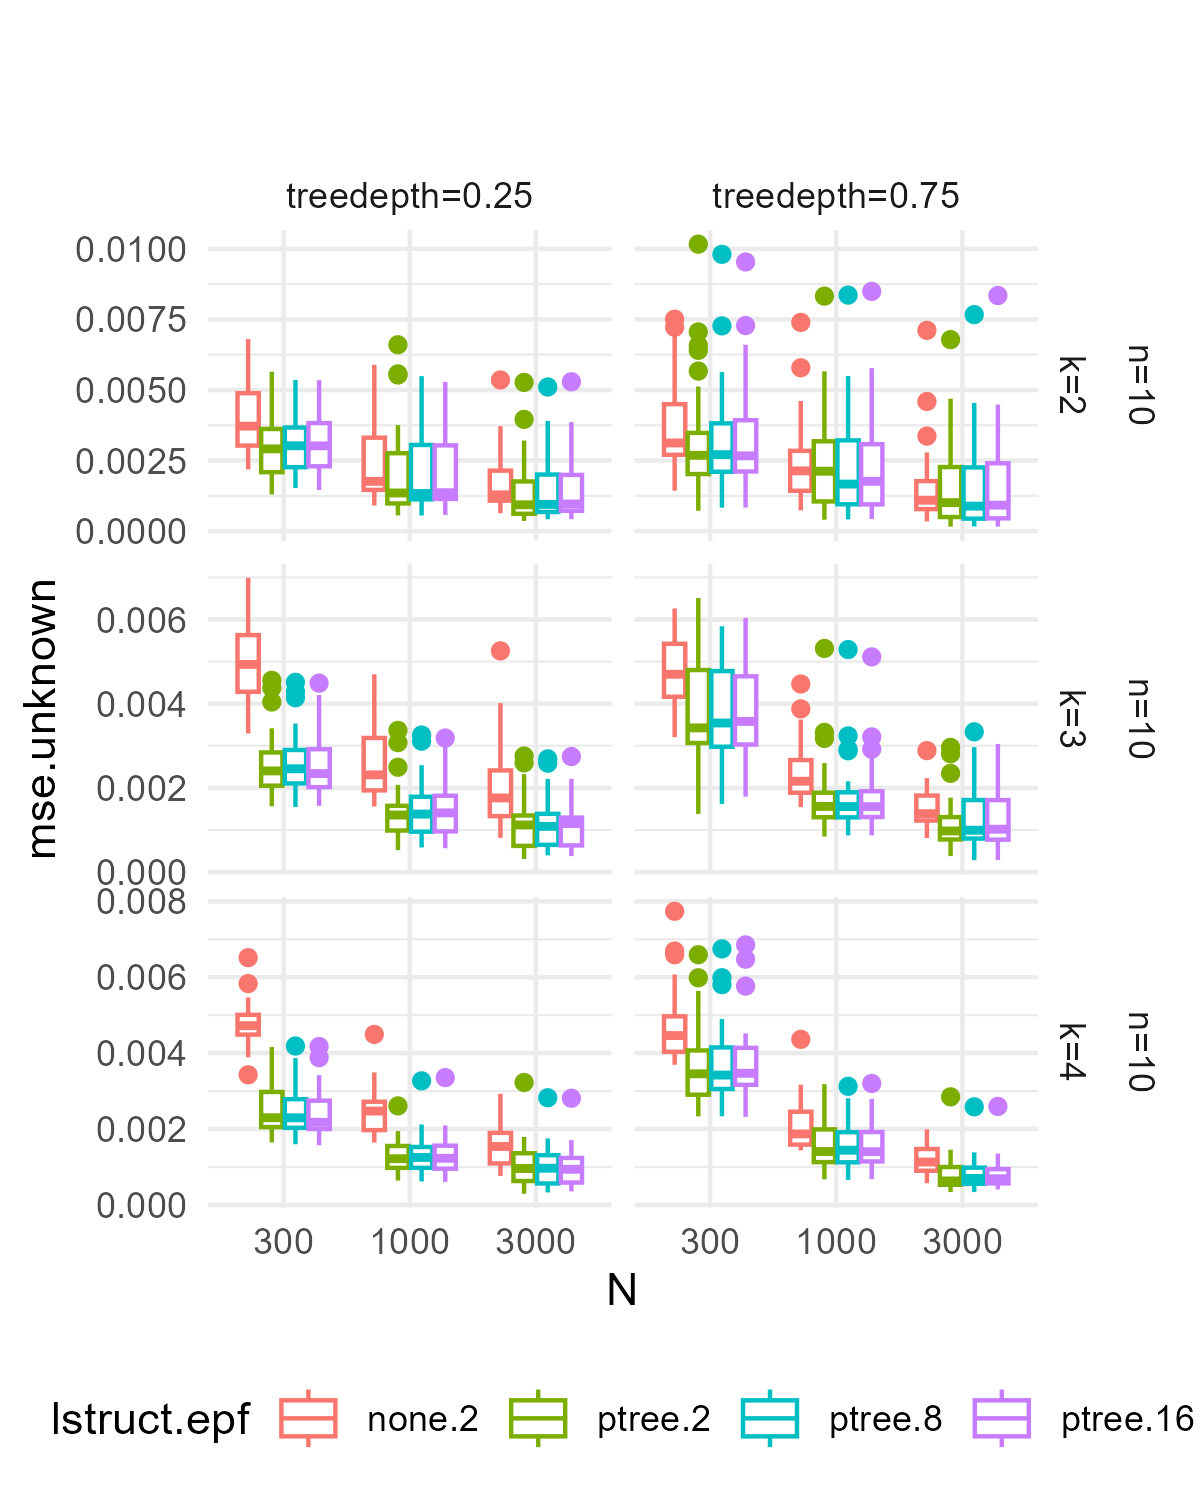 treedepth=0.25
treedepth=0.75
mse.unknown
0.0100
0.0075
0.0050
0.0025
0.0000
k=2
n=10
0.006
0.004
0.002
0.000
k=3
n=10
0.008
0.006
0.004
0.002
0.000
k=4
n=10
300 1000 3000
300 1000 3000
N
lstruct.epf none.2 ptree.2 ptree.8 ptree.16